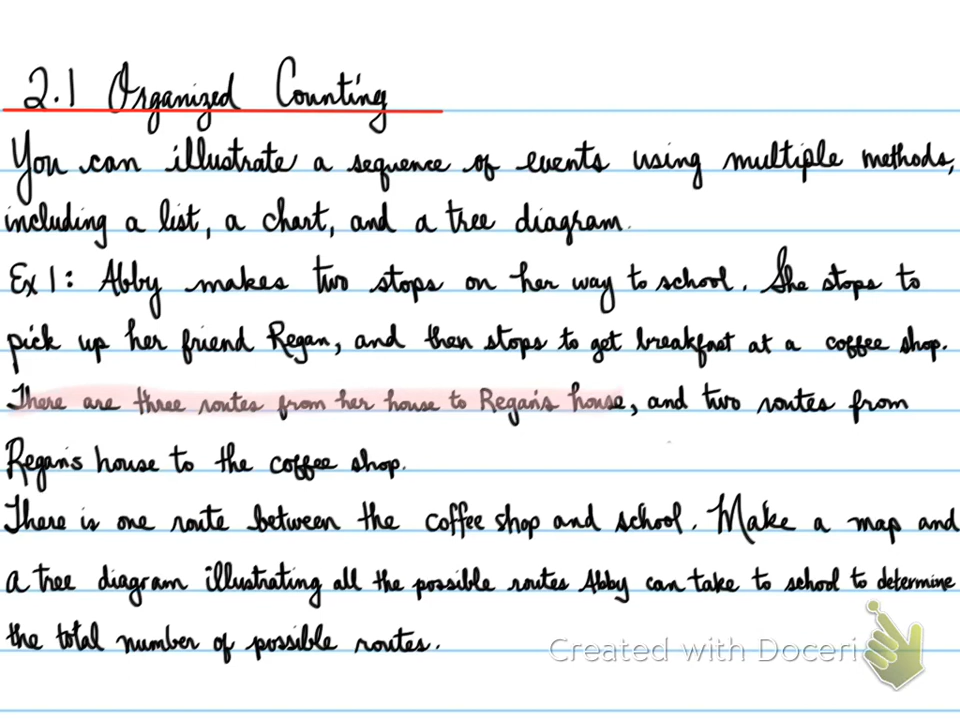 2.1 Organized Counting
You can illustrate a sequence of events using multiple methods,
including a list, a chart, and a tree diagram.
Ex 1: Abby makes two stops on her way to school. She stops to
pick up her friend Regan, and then stops to get breakfast at a coffee shop.
There are three routes from her house to Regan's house, and two routes from
Regan's house to the coffee shop.
There is one route between the coffee shop and school. Make a map and
a tree diagram illustrating all the possible routes Abby can take to school to determine
the total number of possible routes.
Created with Doceri